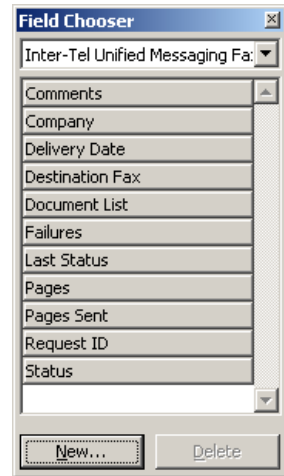 Field Chooser
Inter-Tel Unified Messaging Fa
Comments
Company
Delivery Date
Destination Fax
Document List
Failures
Last Status
Pages
Pages Sent
Request ID
Status
New...
Delete